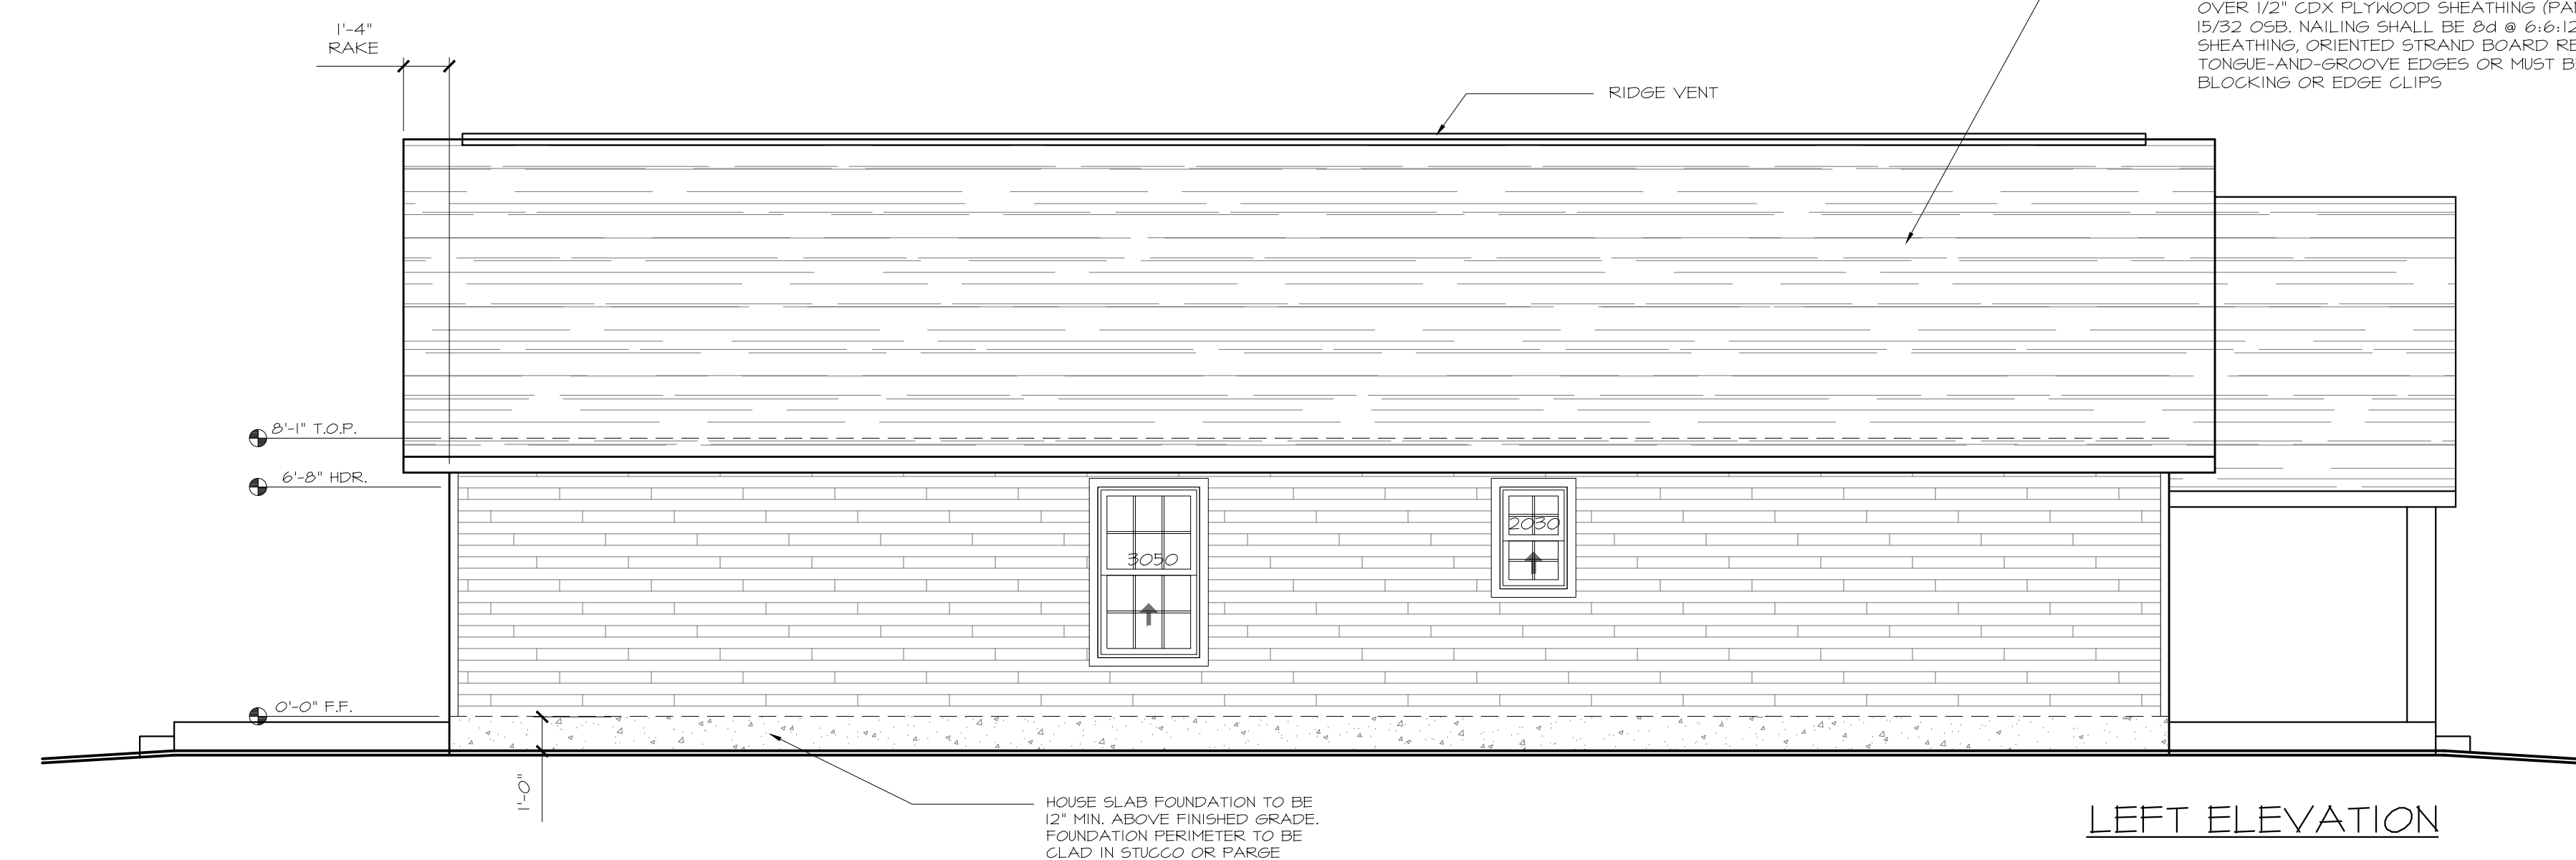 1'-4"
RAKE
OVER 1/2" CDX PLYWOOD SHEATHING
15/32 OSB. NAILING SHALL BE 8d @ 6:6:12
SHEATHING, ORIENTED STRAND BOARD
TONGUE-AND-GROOVE EDGES OR MUST
BLOCKING OR EDGE CLIPS
RIDGE VENT
8'-1" T.O.P.
6'-8" HDR.
2030
3050
0'-0" F.F.
1'-0"
HOUSE SLAB FOUNDATION TO BE
12" MIN. ABOVE FINISHED GRADE.
FOUNDATION PERIMETER TO BE
CLAD IN STUCCO OR PARGE
LEFT ELEVATION